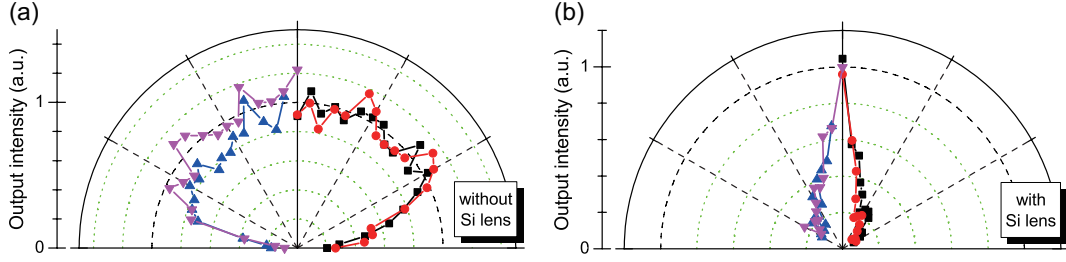 (a)
Output intensity (a.u.)
1
0
without
Si lens
(b)
Output intensity (a.u.)
1
0
with
Si lens